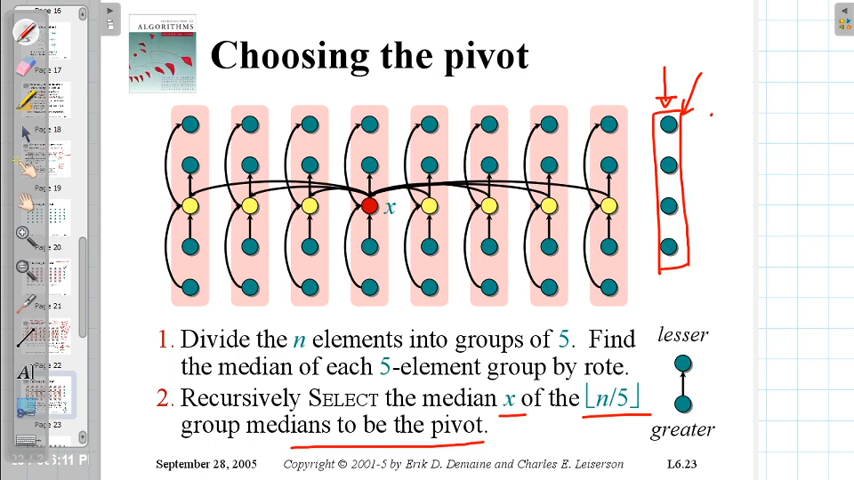 Page 16
Page 17
Page 18
Page 19
Page 20
Page 21
Page 22
Page 23
ALGORITHMS
Choosing the pivot
x
1. Divide the n elements into groups of 5. Find
the median of each 5-element group by rote.
2. Recursively SELECT the median x of the ⌊n/5⌋
group medians to be the pivot.
lesser
greater
September 28, 2005
Copyright © 2001-5 by Erik D. Demaine and Charles E. Leiserson
L6.23